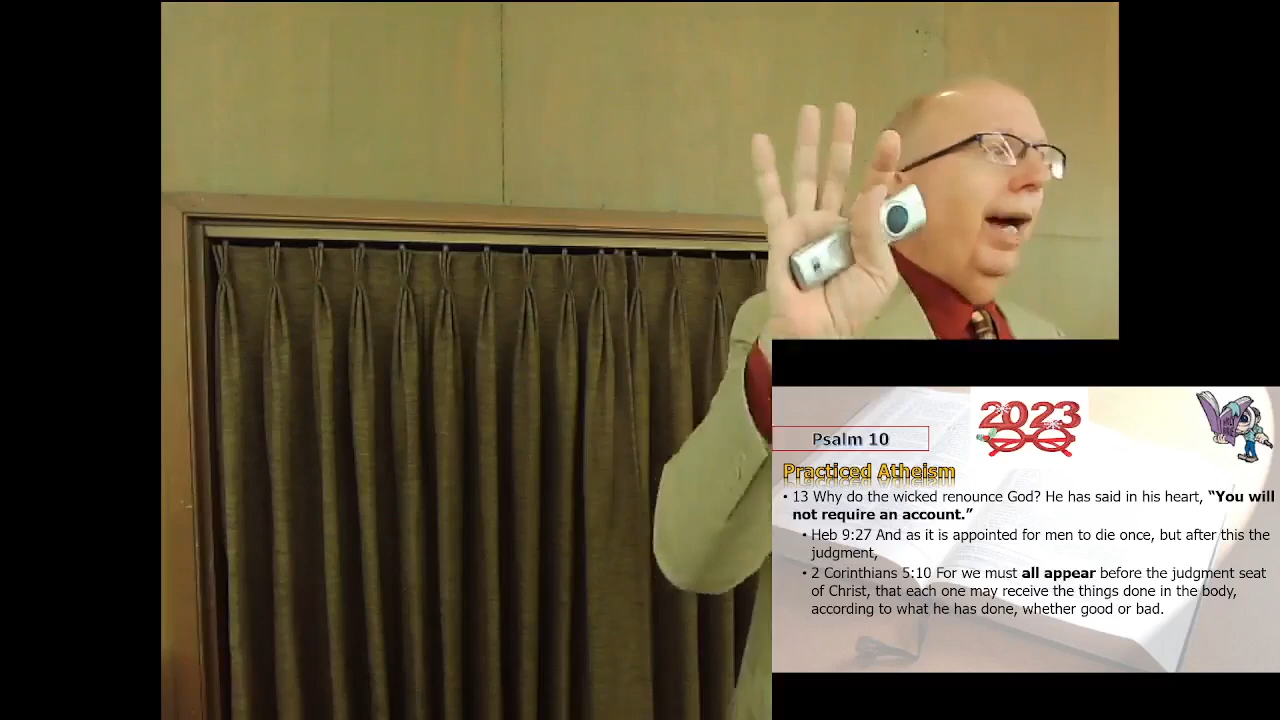 2023
Psalm 10
Practiced Atheism
• 13 Why do the wicked renounce God? He has said in his heart, “You will
not require an account.”
• Heb 9:27 And as it is appointed for men to die once, but after this the
judgment,
• 2 Corinthians 5:10 For we must all appear before the judgment seat
of Christ, that each one may receive the things done in the body,
according to what he has done, whether good or bad.